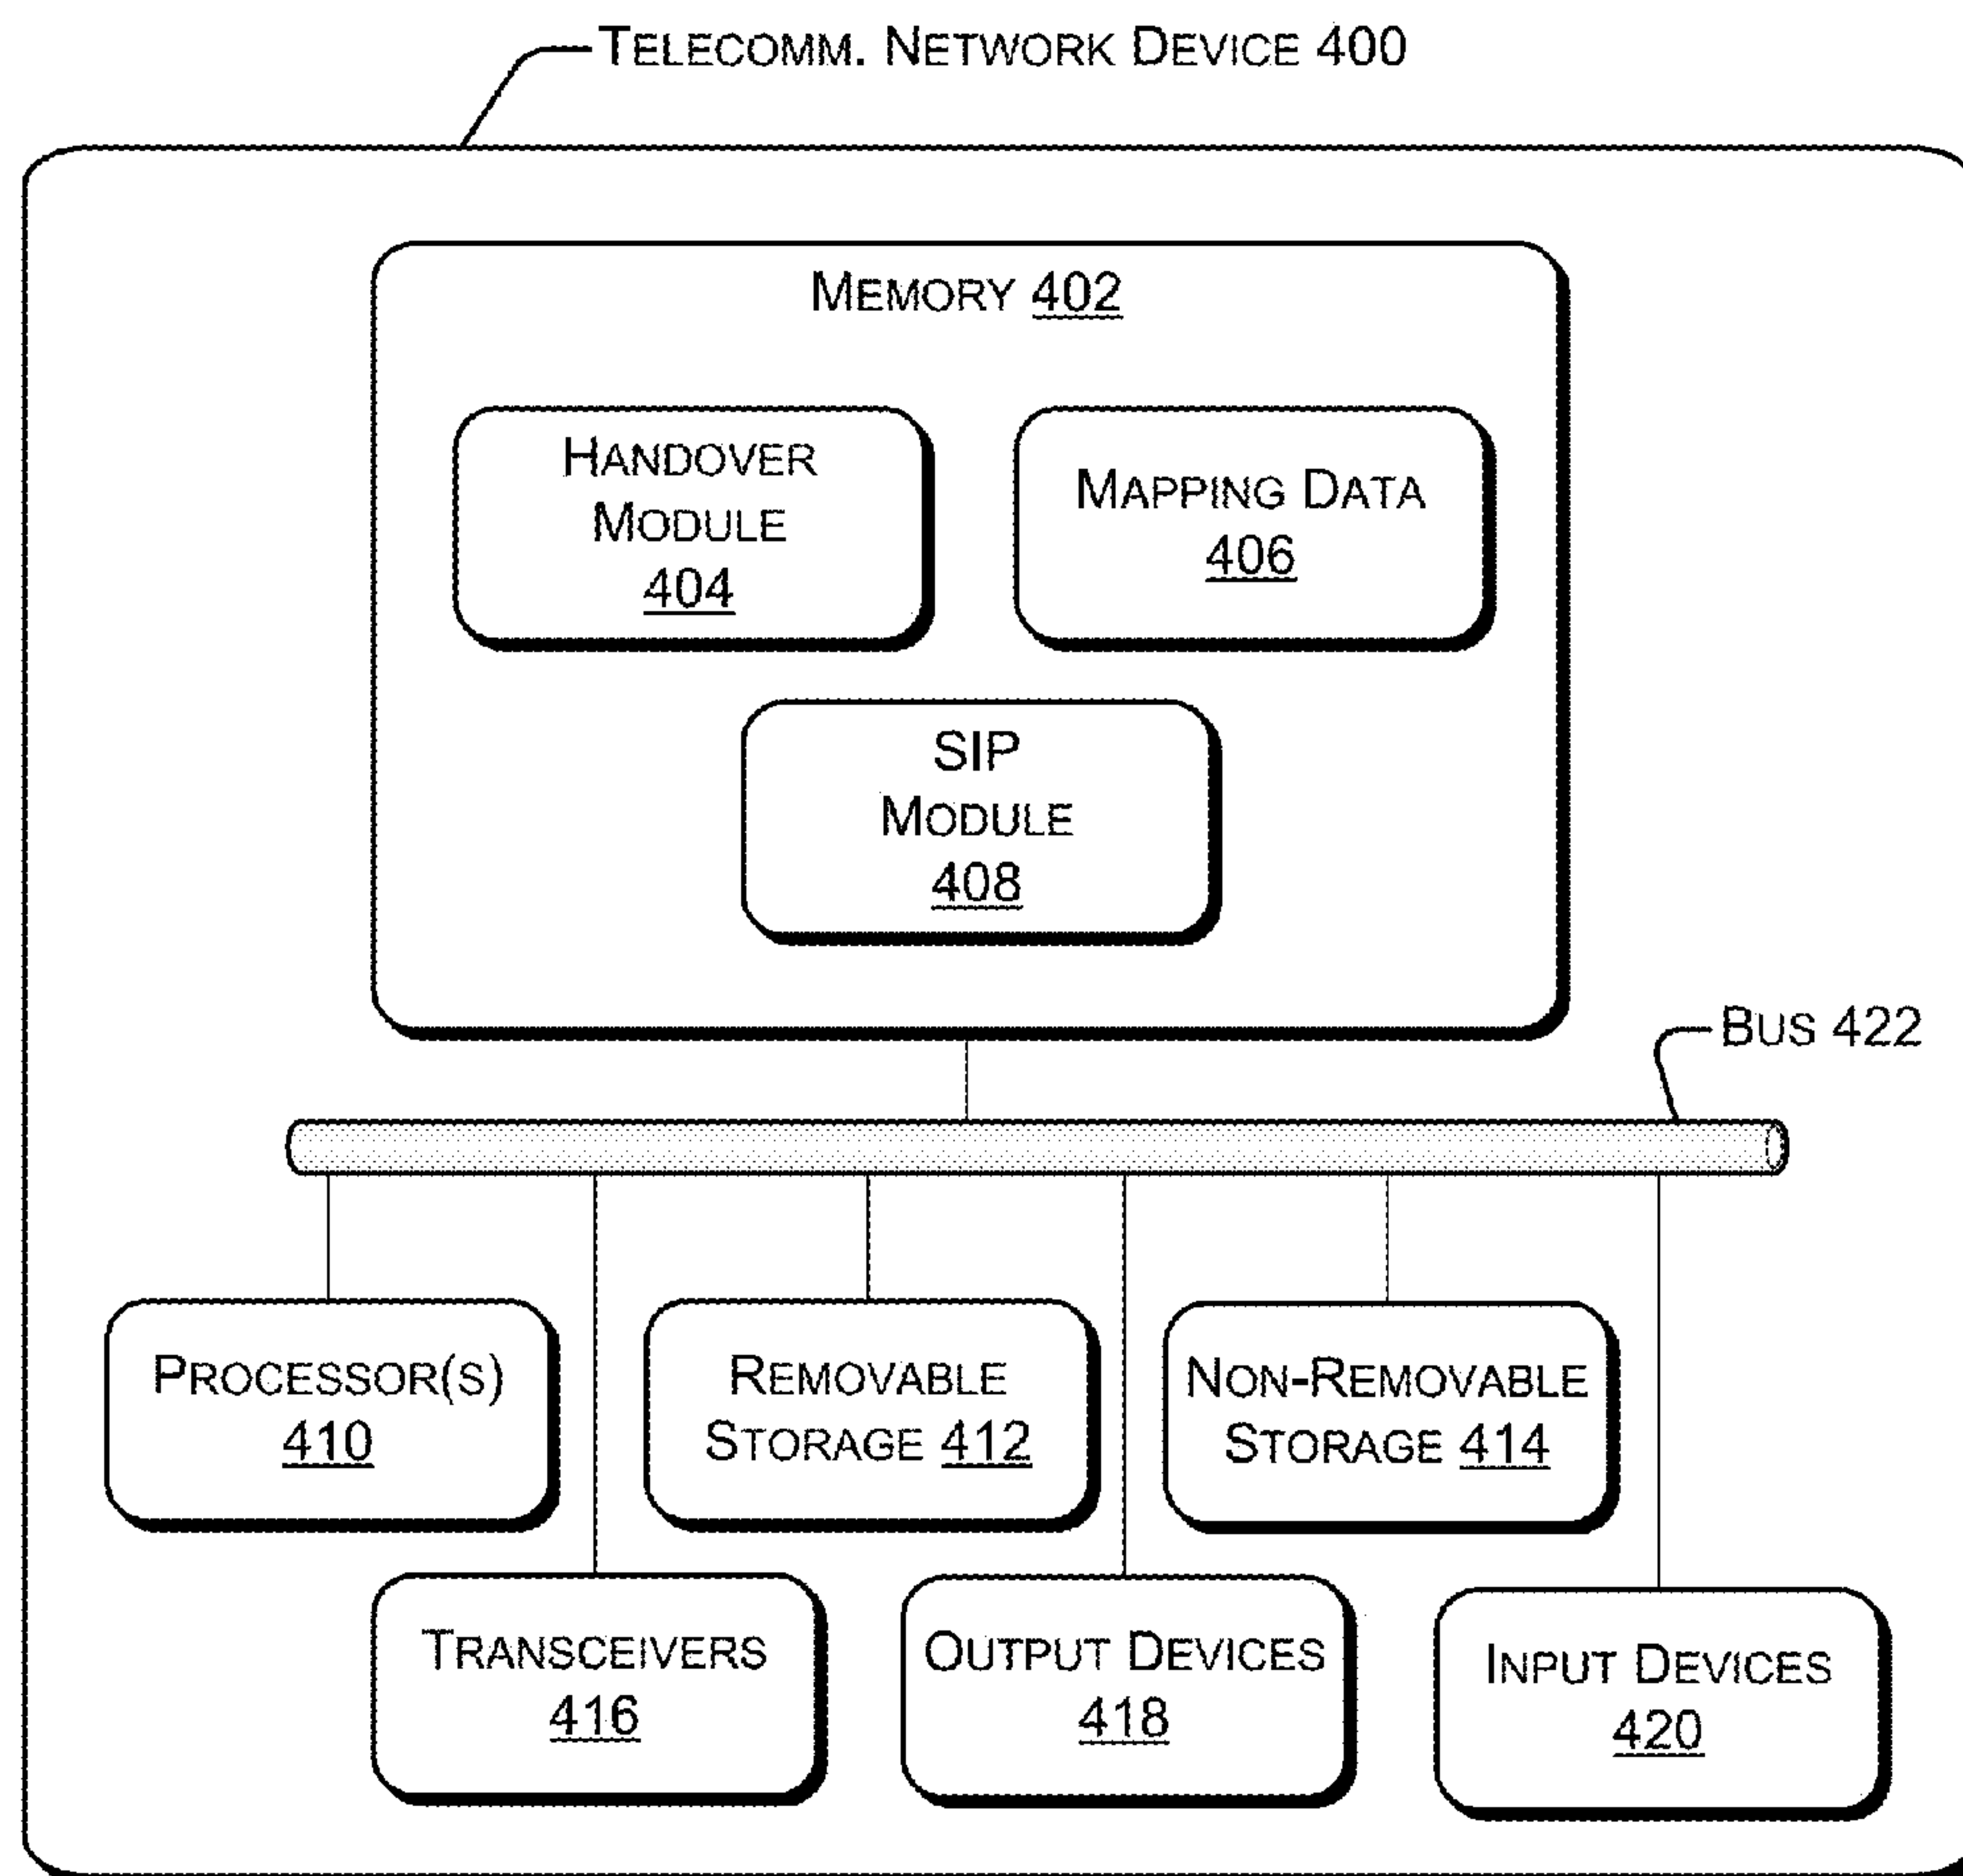 TELECOMM. NETWORK DEVICE 400
MEMORY 402
HANDOVER
MODULE
404
MAPPING DATA
406
SIP
MODULE
408
BUS 422
PROCESSOR(S)
410
REMOVABLE
STORAGE 412
NON-REMOVABLE
STORAGE 414
TRANSCEIVERS
416
OUTPUT DEVICES
418
INPUT DEVICES
420